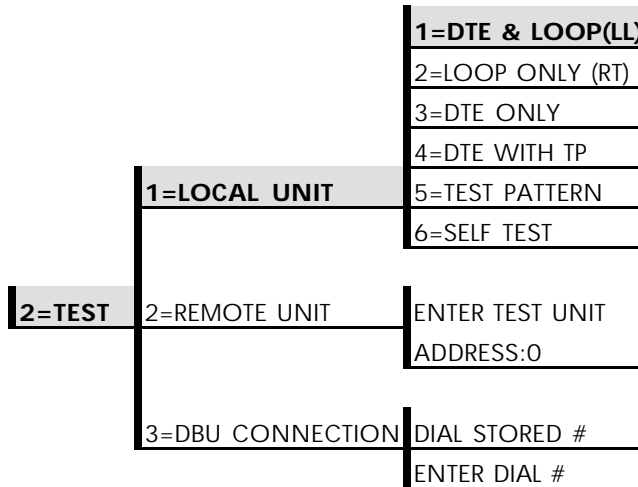 1=DTE & LOOP(LL)
2=LOOP ONLY (RT)
3=DTE ONLY
4=DTE WITH TP
1=LOCAL UNIT
5=TEST PATTERN
6=SELF TEST
2=TEST
2=REMOTE UNIT
ENTER TEST UNIT
ADDRESS:0
3=DBU CONNECTION
DIAL STORED #
ENTER DIAL #